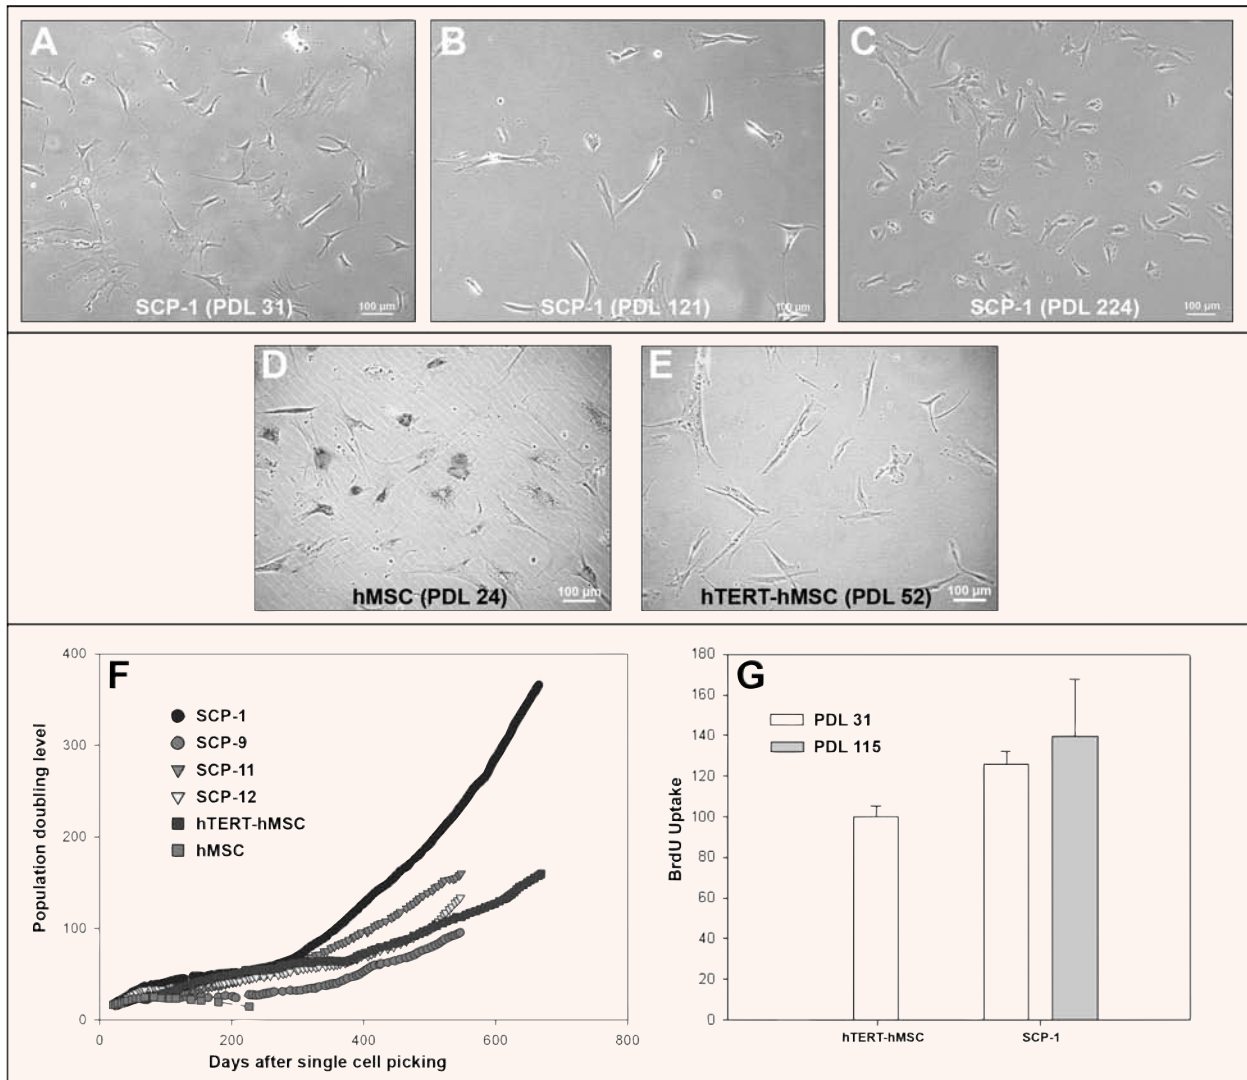 A
SCP-1 (PDL 31)
100 µm
B
SCP-1 (PDL 121)
100 µm
C
SCP-1 (PDL 224)
100 µm
D
hMSC (PDL 24)
100 µm
E
hTERT-hMSC (PDL 52)
100 µm
F
Population doubling level
400
300
200
100
0
SCP-1
SCP-9
SCP-11
SCP-12
hTERT-hMSC
hMSC
0 200 400 600 800
Days after single cell picking
G
BrdU Uptake
180
160
140
120
100
80
60
40
20
0
PDL 31
PDL 115
hTERT-hMSC SCP-1